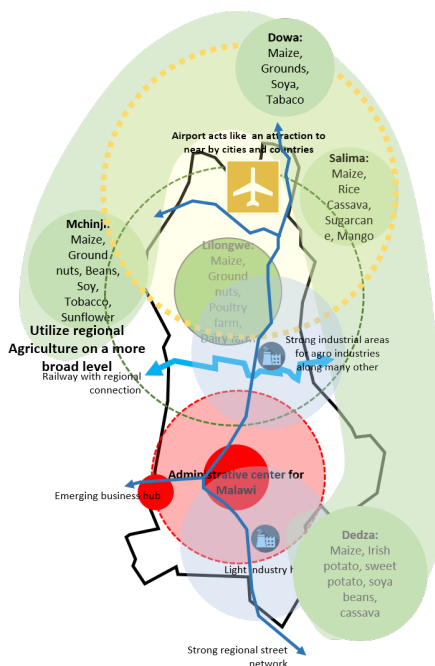 Dowa:
Maize,
Grounds,
Soya,
Tabaco
Airport acts like an attraction to
near by cities and countries
Salima:
Maize,
Rice
Cassava,
Sugarcan
e, Mango
Mchinji:
Maize,
Ground
nuts, Beans,
Soy,
Tobacco,
Sunflower
Lilongwe:
Maize,
Ground
nuts,
Poultry
farm,
Dairy farm
Utilize regional
Agriculture on a more
broad level
Strong industrial areas
for agro industries
along many other
Railway with regional
connection
Administrative center for
Malawi
Emerging business hub
Light industry h
Dedza:
Maize, Irish
potato, sweet
potato, soya
beans,
cassava
Strong regional street
network